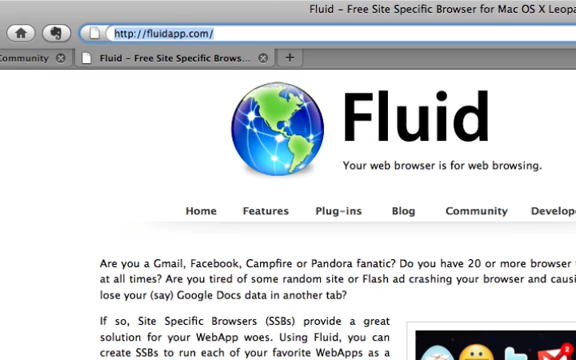 Fluid – Free Site Specific Browser for Mac OS X Leopa
http://fluidapp.com/
Community
Fluid – Free Site Specific Brows...
Fluid
Your web browser is for web browsing.
Home Features Plug-ins Blog Community Develop
Are you a Gmail, Facebook, Campfire or Pandora fanatic? Do you have 20 or more browser
at all times? Are you tired of some random site or Flash ad crashing your browser and causi
lose your (say) Google Docs data in another tab?
If so, Site Specific Browsers (SSBs) provide a great
solution for your WebApp woes. Using Fluid, you can
create SSBs to run each of your favorite WebApps as a
2